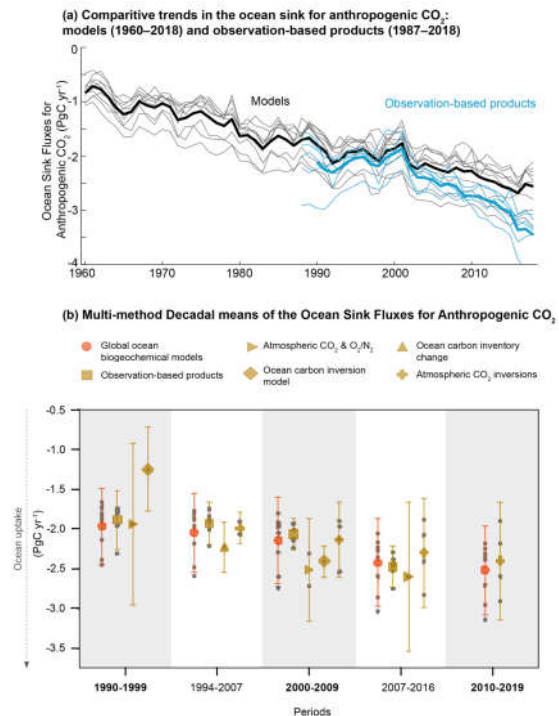 (a) Comparitive trends in the ocean sink for anthropogenic CO₂:
models (1960–2018) and observation-based products (1987–2018)
0
-1
-2
-3
-4
Ocean Sink Fluxes for
Anthropogenic CO₂ (PgC yr⁻¹)
Models
Observation-based products
1960
1970
1980
1990
2000
2010
(b) Multi-method Decadal means of the Ocean Sink Fluxes for Anthropogenic CO₂
Global ocean
biogeochemical models
Atmospheric CO₂ & O₂/N₂
Ocean carbon inventory
change
Observation-based products
Ocean carbon inversion
model
Atmospheric CO₂ inversions
-0.5
-1.0
-1.5
-2.0
-2.5
-3.0
-3.5
Ocean uptake
(PgC yr⁻¹)
1990-1999
1994-2007
2000-2009
2007-2016
2010-2019
Periods